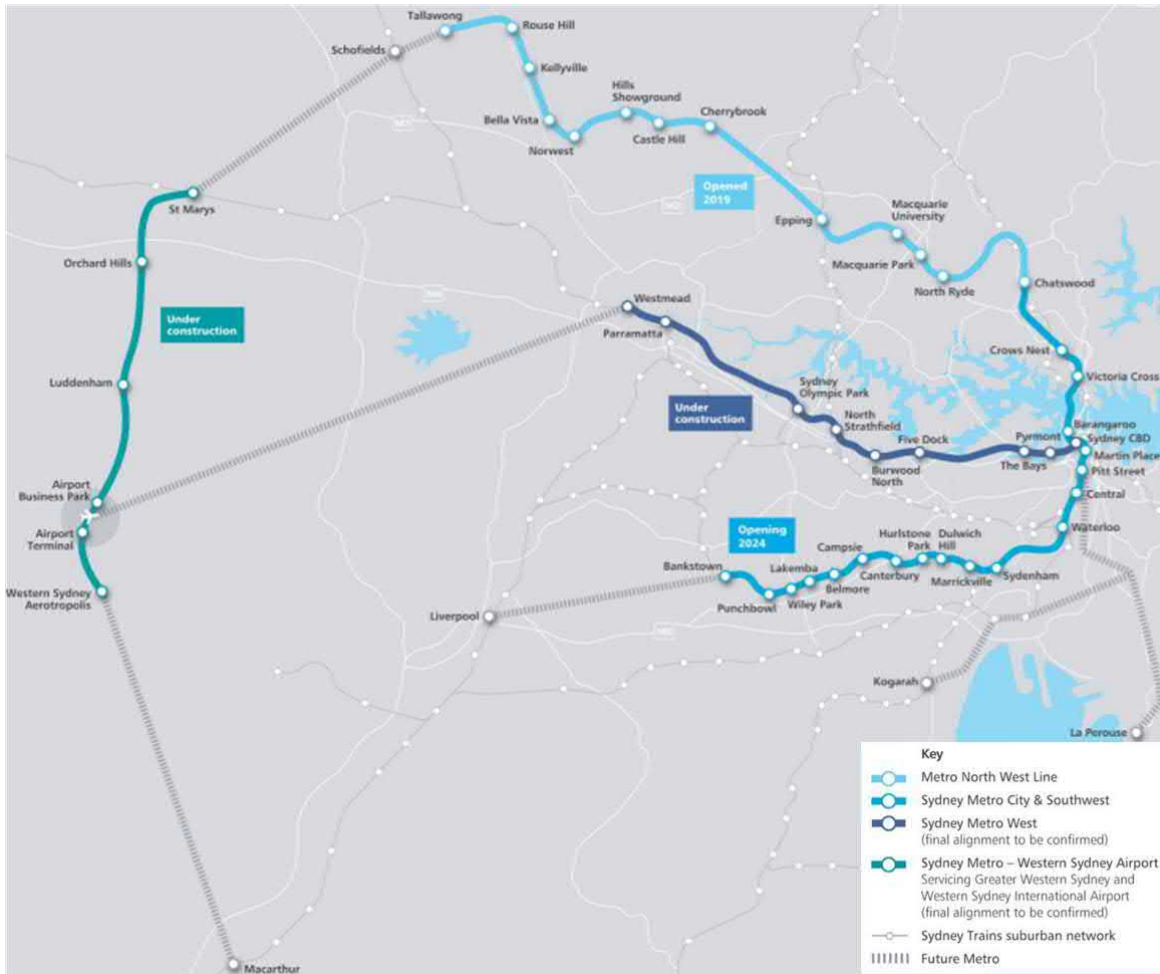 Tallawong
Rouse Hill
Schofields
Kellyville
Hills
Showground
Cherrybrook
Bella Vista
Castle Hill
Norwest
Opened
2019
St Marys
Macquarie
University
Epping
Orchard Hills
Macquarie Park
North Ryde
Chatswood
Westmead
Under
construction
Parramatta
Crows Nest
Luddenham
Victoria Cross
Sydney
Olympic Park
Under
construction
North
Strathfield
Barangaroo
Five Dock
Pyrmont
Sydney CBD
Martin Place
Burwood
North
The Bays
Pitt Street
Airport
Business Park
Central
Airport
Terminal
Opening
2024
Waterloo
Hurlstone
Park
Dulwich
Hill
Campsie
Bankstown
Lakemba
Canterbury
Marrickville
Sydenham
Belmore
Western Sydney
Aerotropolis
Punchbowl
Wiley Park
Liverpool
Kogarah
La Perouse
Macarthur
Key
Metro North West Line
Sydney Metro City & Southwest
Sydney Metro West
(final alignment to be confirmed)
Sydney Metro – Western Sydney Airport
Servicing Greater Western Sydney and
Western Sydney International Airport
(final alignment to be confirmed)
Sydney Trains suburban network
Future Metro